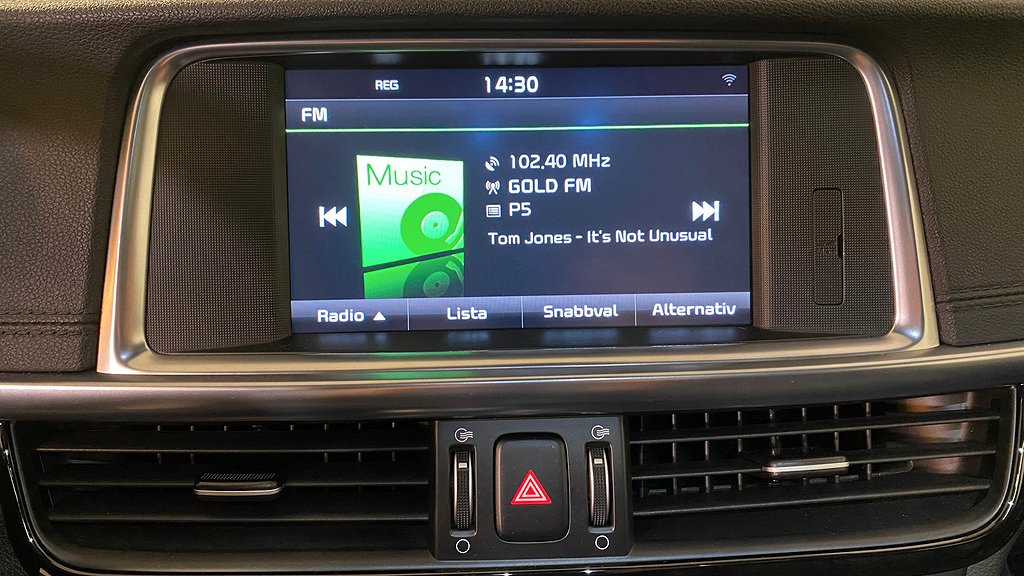 REG 14:30
FM
Music
102.40 MHz
GOLD FM
P5
Tom Jones - It's Not Unusual
Radio ▲ Lista Snabbval Alternativ